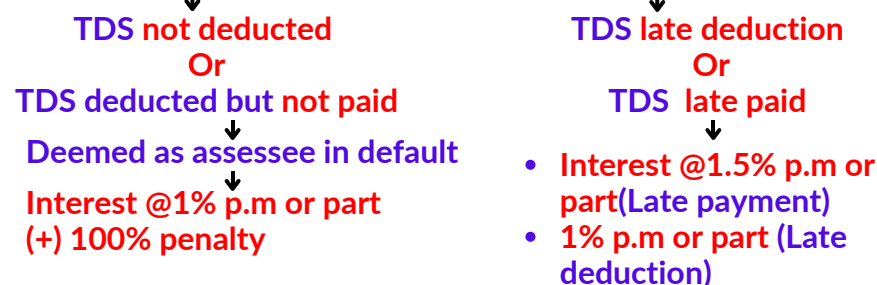 TDS not deducted
Or
TDS deducted but not paid
Deemed as assessee in default
Interest @1% p.m or part
(+) 100% penalty
TDS late deduction
Or
TDS late paid
• Interest @1.5% p.m or
part(Late payment)
• 1% p.m or part (Late
deduction)